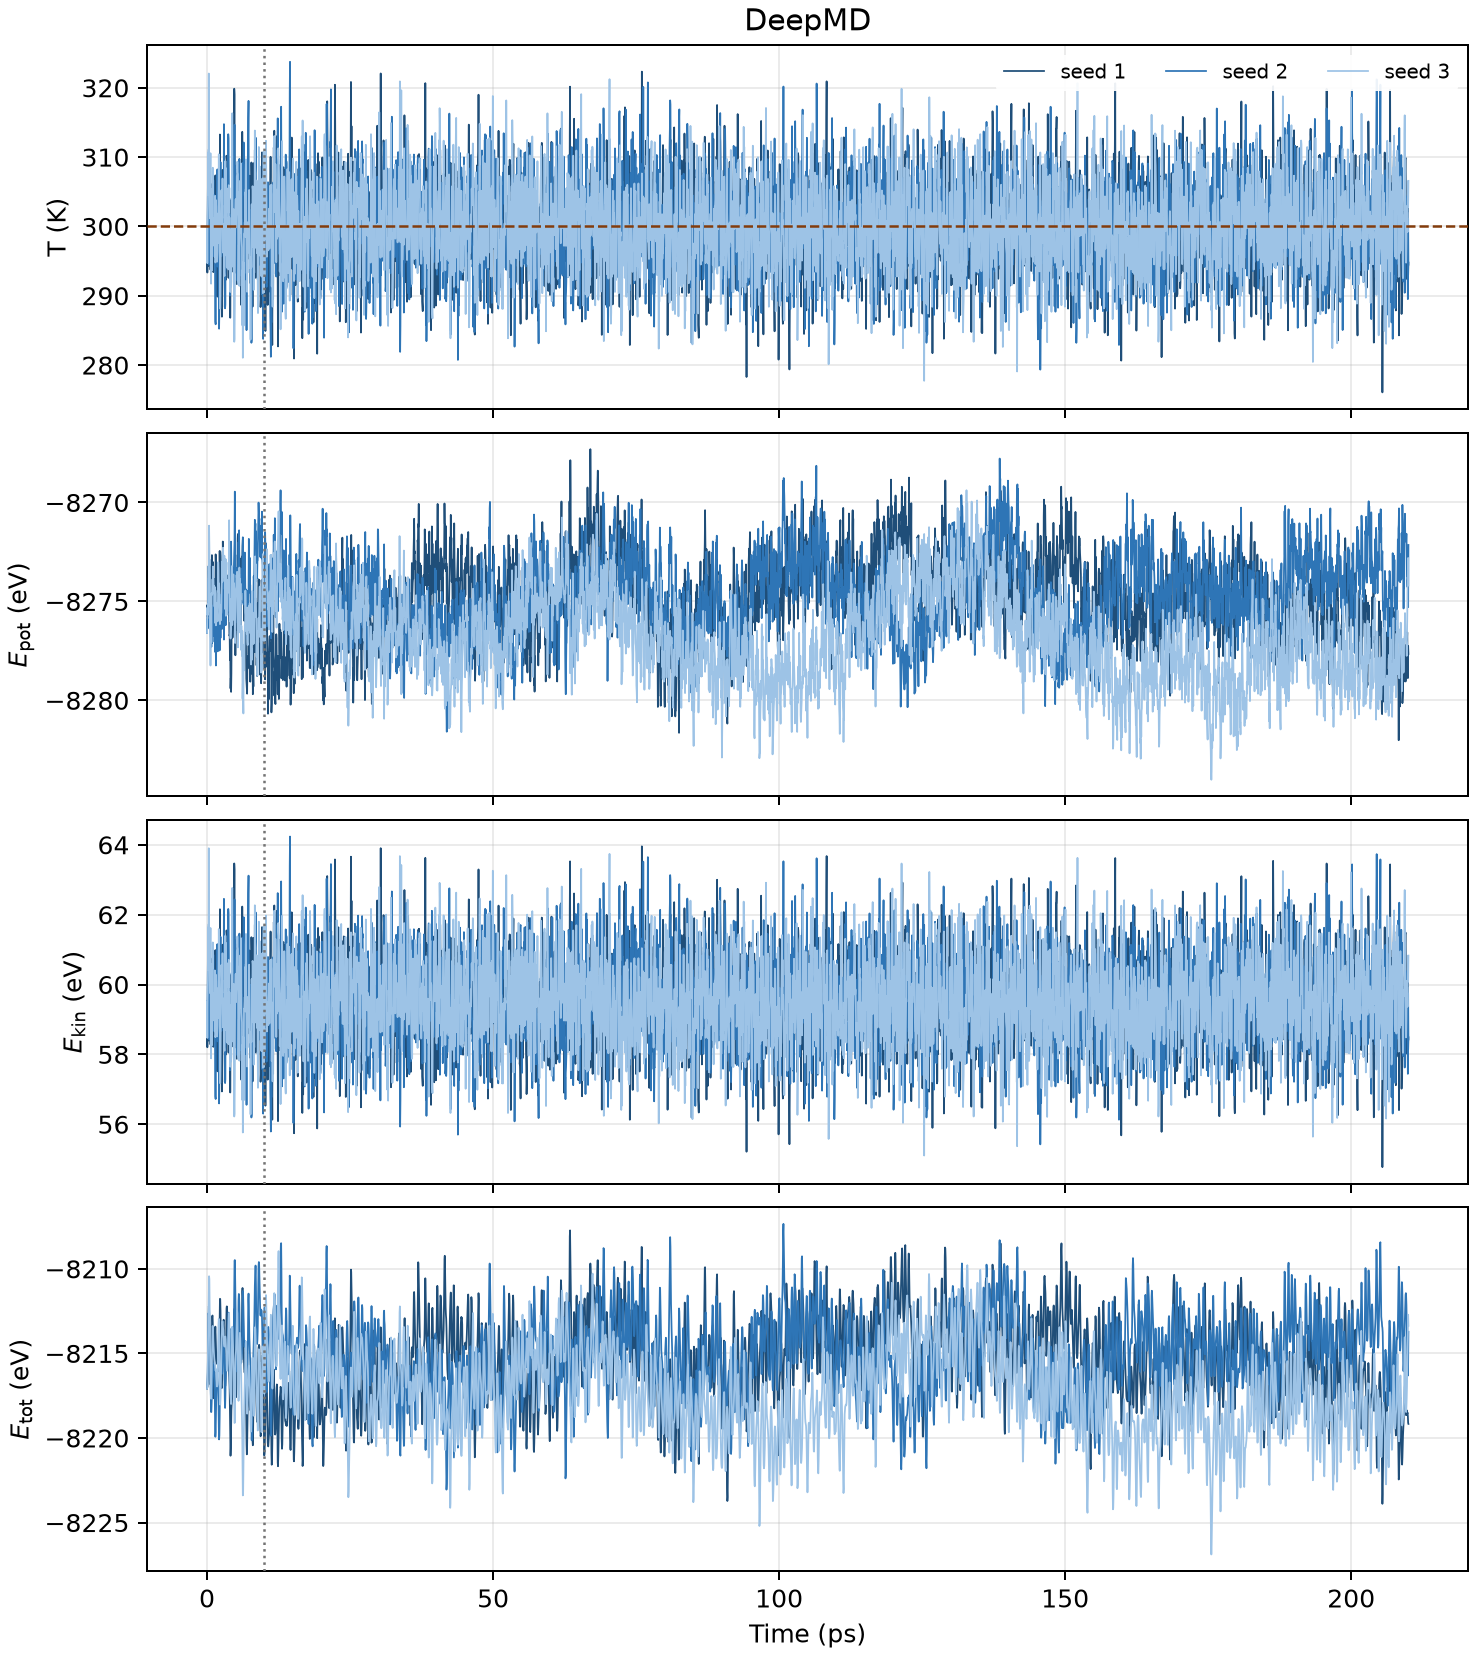 DeepMD
seed 1 seed 2 seed 3
320
310
300
290
280
T (K)
−8270
−8275
−8280
E_pot (eV)
64
62
60
58
56
E_kin (eV)
−8210
−8215
−8220
−8225
E_tot (eV)
0 50 100 150 200
Time (ps)